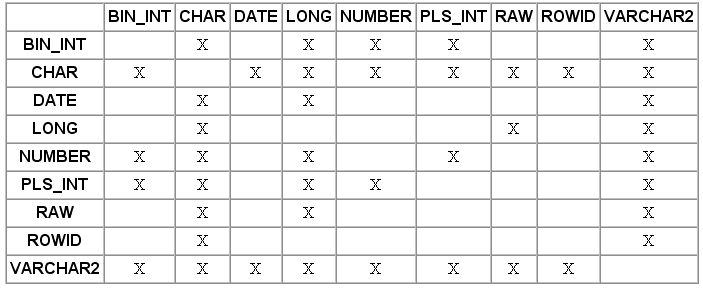 BIN_INT CHAR DATE LONG NUMBER PLS_INT RAW ROWID VARCHAR2
BIN_INT X X X X X
CHAR X X X X X X X X
DATE X X X
LONG X X X
NUMBER X X X X X
PLS_INT X X X X X
RAW X X X
ROWID X X
VARCHAR2 X X X X X X X X